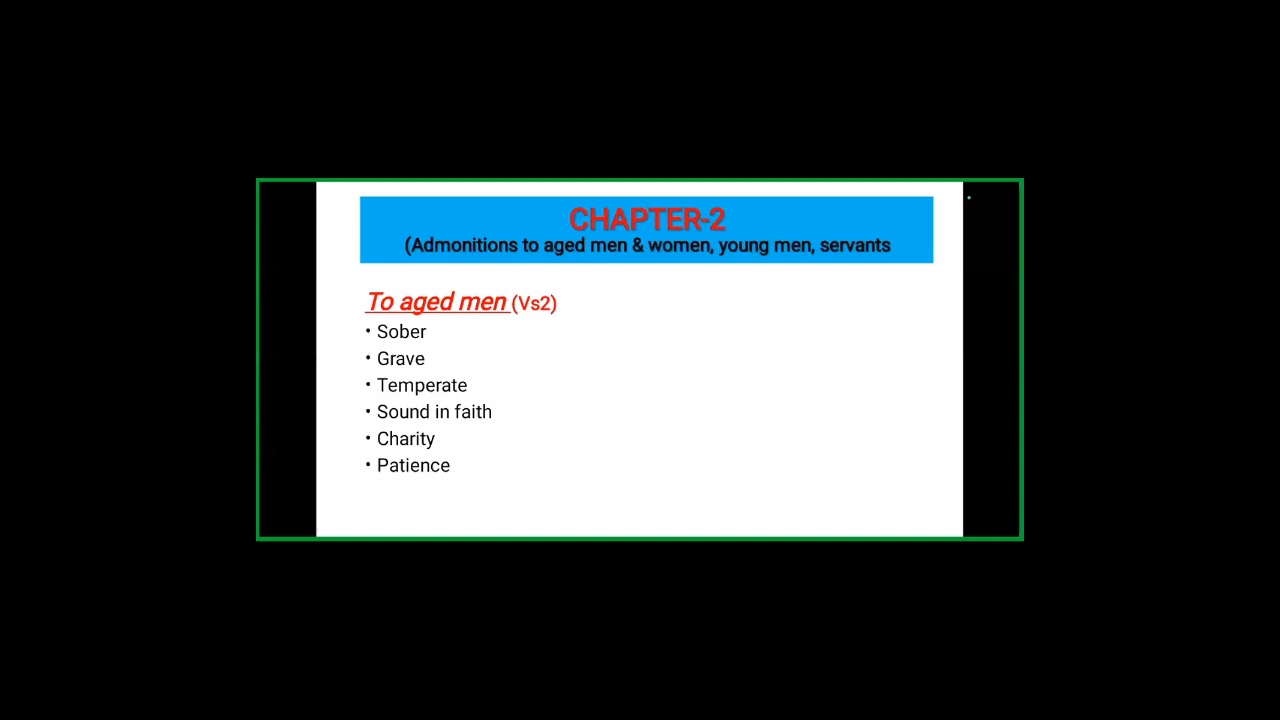 CHAPTER-2
(Admonitions to aged men & women, young men, servants
To aged men (Vs2)
• Sober
• Grave
• Temperate
• Sound in faith
• Charity
• Patience